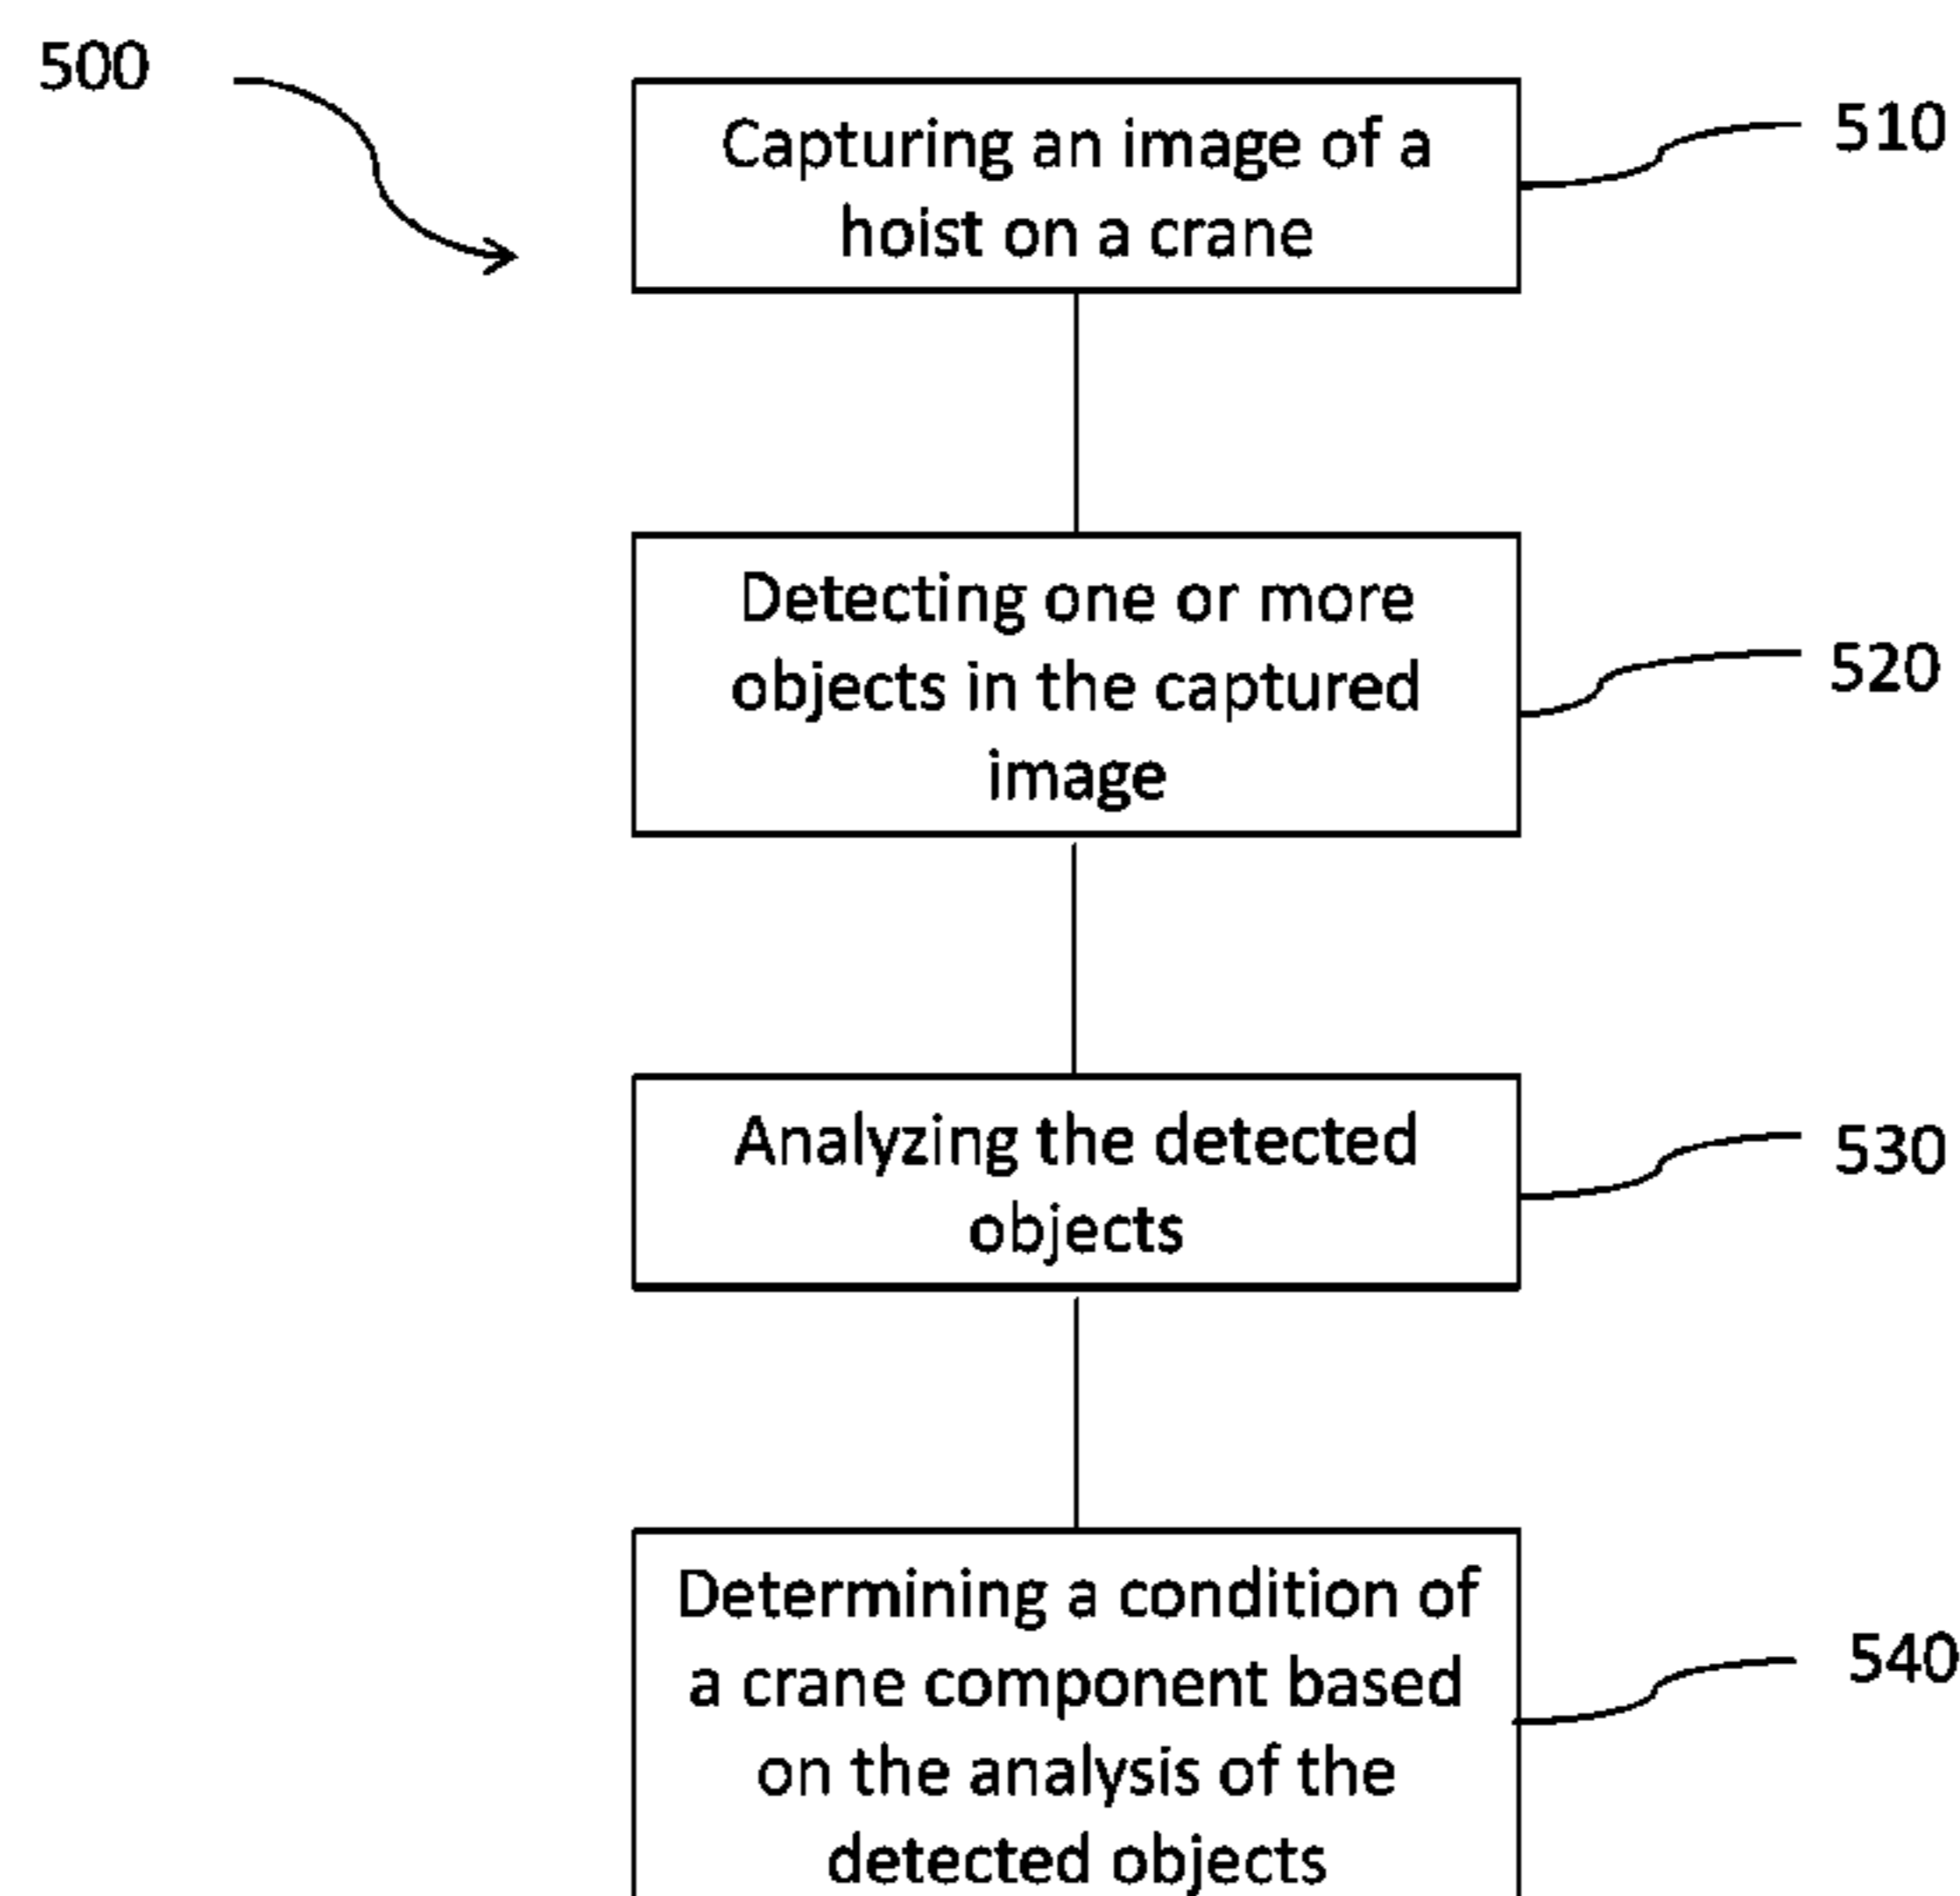 500
Capturing an image of a
hoist on a crane
510
Detecting one or more
objects in the captured
image
520
Analyzing the detected
objects
530
Determining a condition of
a crane component based
on the analysis of the
detected objects
540